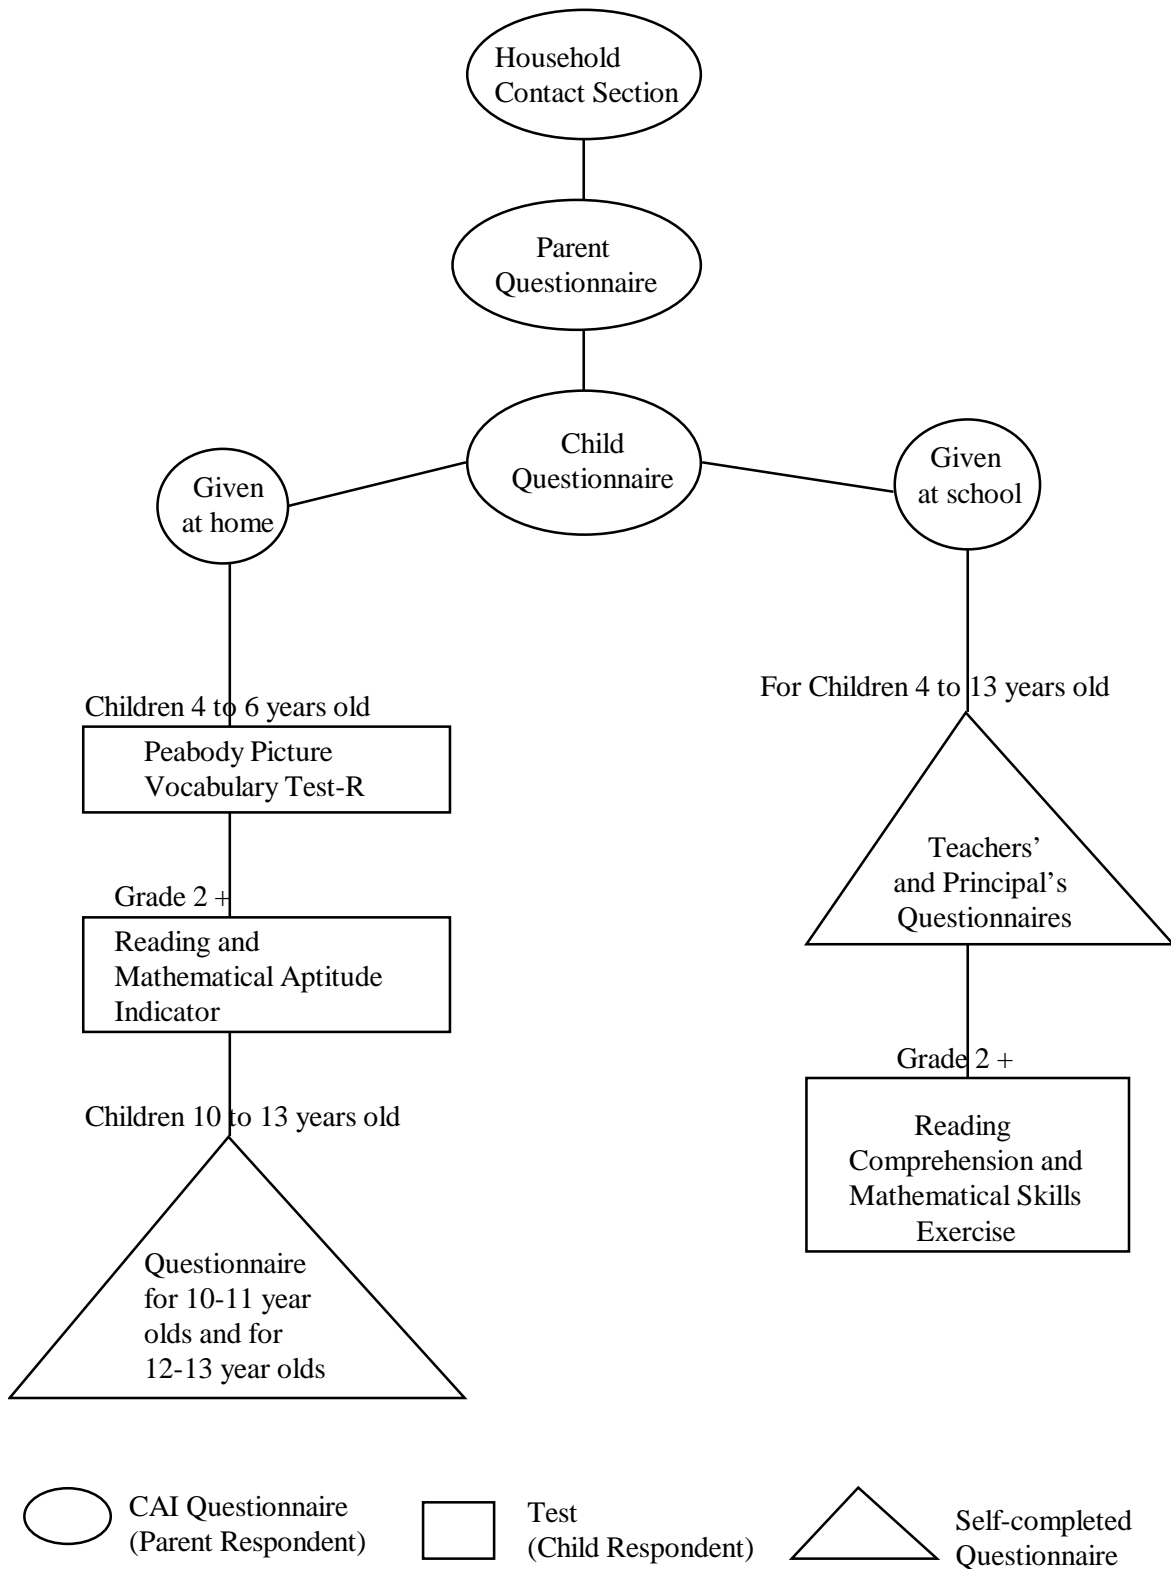 Household
Contact Section
Parent
Questionnaire
Child
Questionnaire
Given
at home
Given
at school
Children 4 to 6 years old
Peabody Picture
Vocabulary Test-R
Grade 2 +
Reading and
Mathematical Aptitude
Indicator
Children 10 to 13 years old
Questionnaire
for 10-11 year
olds and for
12-13 year olds
For Children 4 to 13 years old
Teachers’
and Principal’s
Questionnaires
Grade 2 +
Reading
Comprehension and
Mathematical Skills
Exercise
CAI Questionnaire
(Parent Respondent)
Test
(Child Respondent)
Self-completed
Questionnaire